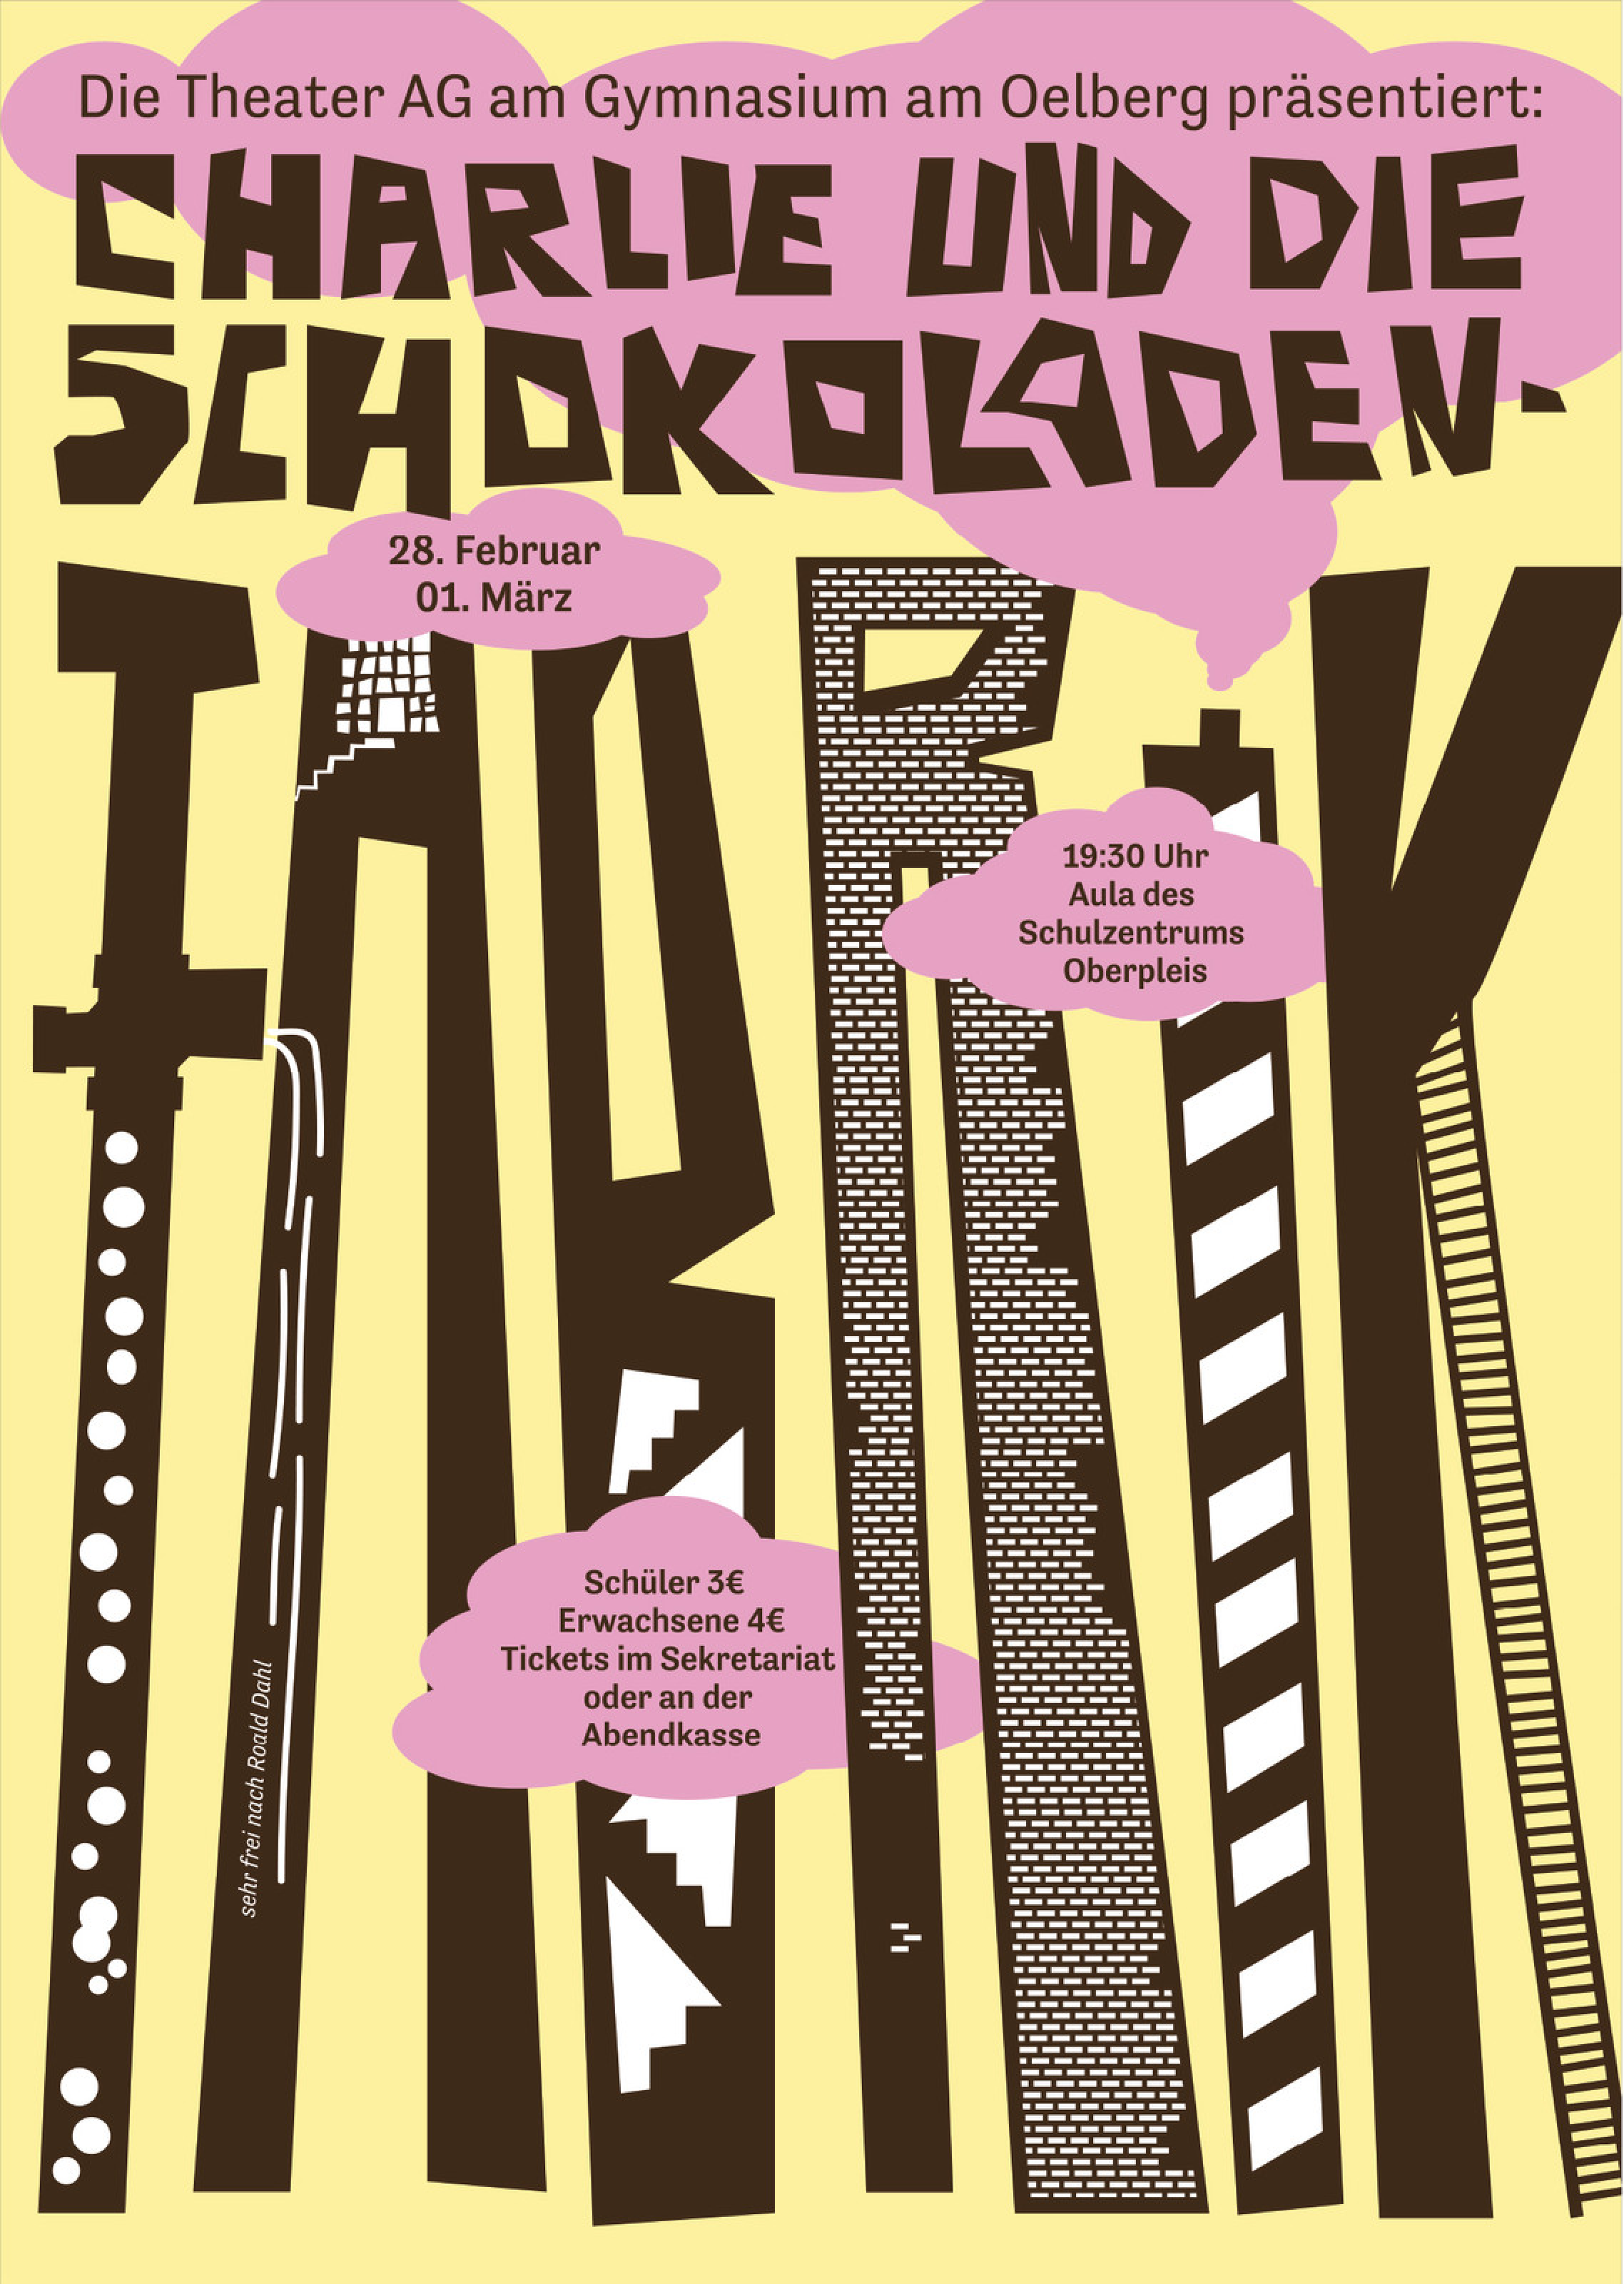 Die Theater AG am Gymnasium am Oelberg präsentiert:
CHARLIE UND DIE
SCHOKOLADEN-
FABRIK
28. Februar
01. März
19:30 Uhr
Aula des
Schulzentrums
Oberpleis
Schüler 3€
Erwachsene 4€
Tickets im Sekretariat
oder an der
Abendkasse
sehr frei nach Roald Dahl